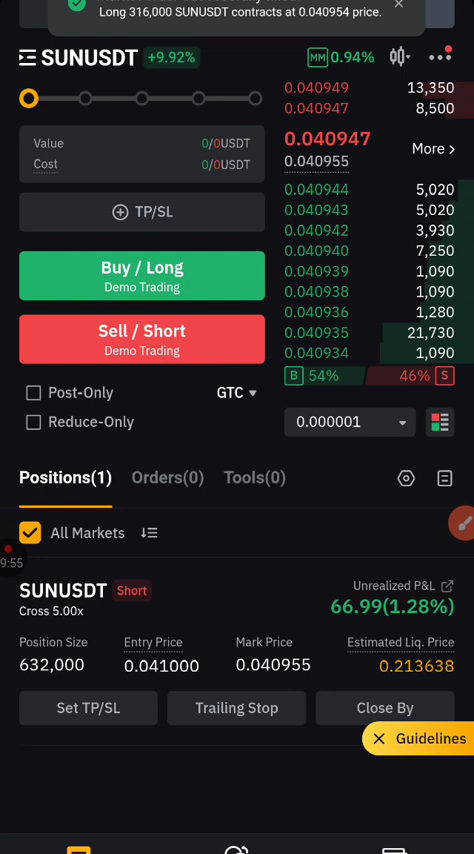 Long 316,000 SUNUSDT contracts at 0.040954 price.
SUNUSDT +9.92% MM 0.94%
0.040949 13,350
0.040947 8,500
Value 0/0USDT
Cost 0/0USDT
0.040947
0.040955
More
TP/SL
0.040944 5,020
0.040943 5,020
0.040942 3,930
0.040940 7,250
0.040939 1,090
0.040938 1,090
0.040936 1,280
0.040935 21,730
0.040934 1,090
Buy / Long
Demo Trading
Sell / Short
Demo Trading
B 54% 46% S
Post-Only GTC
Reduce-Only
0.000001
Positions(1) Orders(0) Tools(0)
All Markets
9:55
SUNUSDT Short
Cross 5.00x
Unrealized P&L
66.99(1.28%)
Position Size Entry Price Mark Price Estimated Liq. Price
632,000 0.041000 0.040955 0.213638
Set TP/SL Trailing Stop Close By
Guidelines